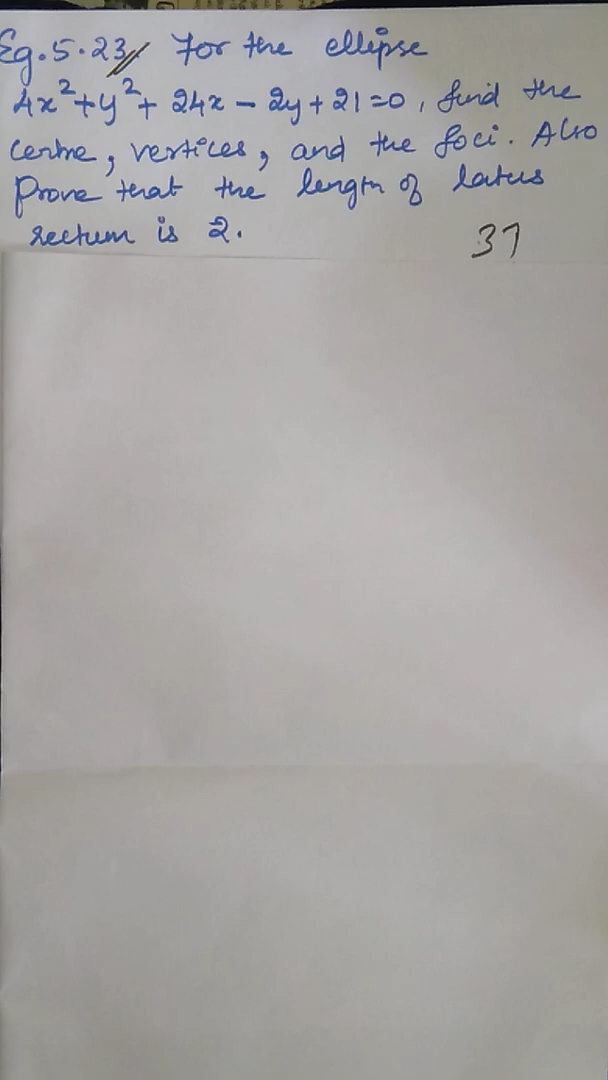 Eg.5.23 For the ellipse
4x²+y²+ 24x - 2y+21=0, find the
centre, vertices, and the foci. Also
Prove that the length of latus
rectum is 2.
37